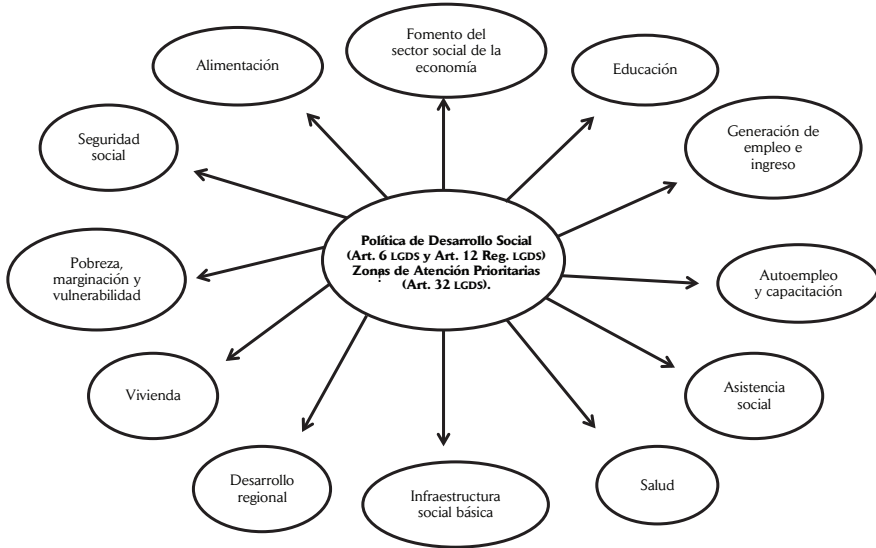 Fomento del
sector social de la
economía
Alimentación
Educación
Seguridad
social
Generación de
empleo e
ingreso
Política de Desarrollo Social
(Art. 6 LGDS y Art. 12 Reg. LGDS)
Zonas de Atención Prioritarias
(Art. 32 LGDS).
Pobreza,
marginación y
vulnerabilidad
Autoempleo
y capacitación
Vivienda
Asistencia
social
Desarrollo
regional
Infraestructura
social básica
Salud